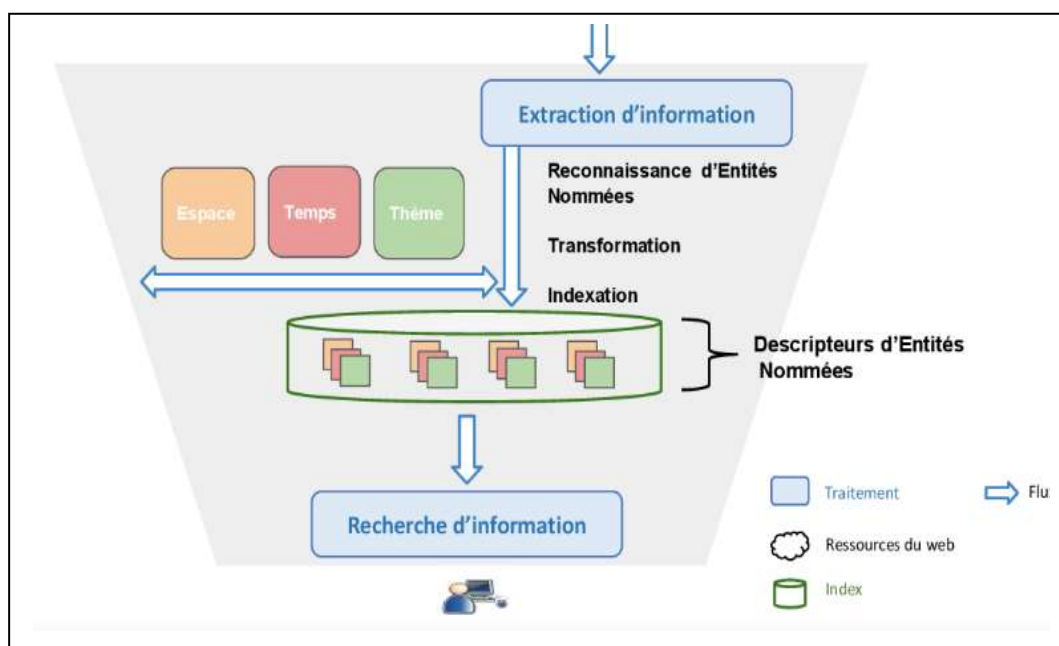 Extraction d'information
Reconnaissance d'Entités
Nommées
Espace
Temps
Thème
Transformation
Indexation
Descripteurs d'Entités
Nommées
Recherche d'information
Traitement
Flu
Ressources du web
Index